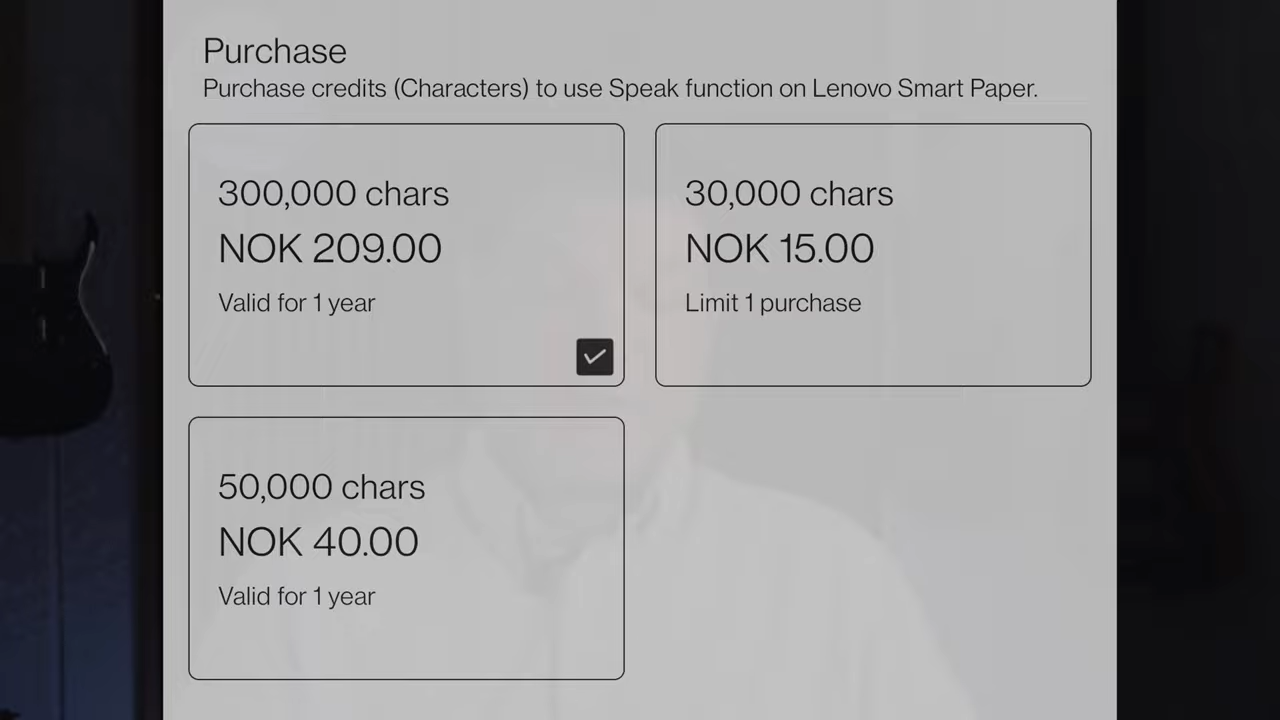 Purchase
Purchase credits (Characters) to use Speak function on Lenovo Smart Paper.
300,000 chars
NOK 209.00
Valid for 1 year
30,000 chars
NOK 15.00
Limit 1 purchase
50,000 chars
NOK 40.00
Valid for 1 year